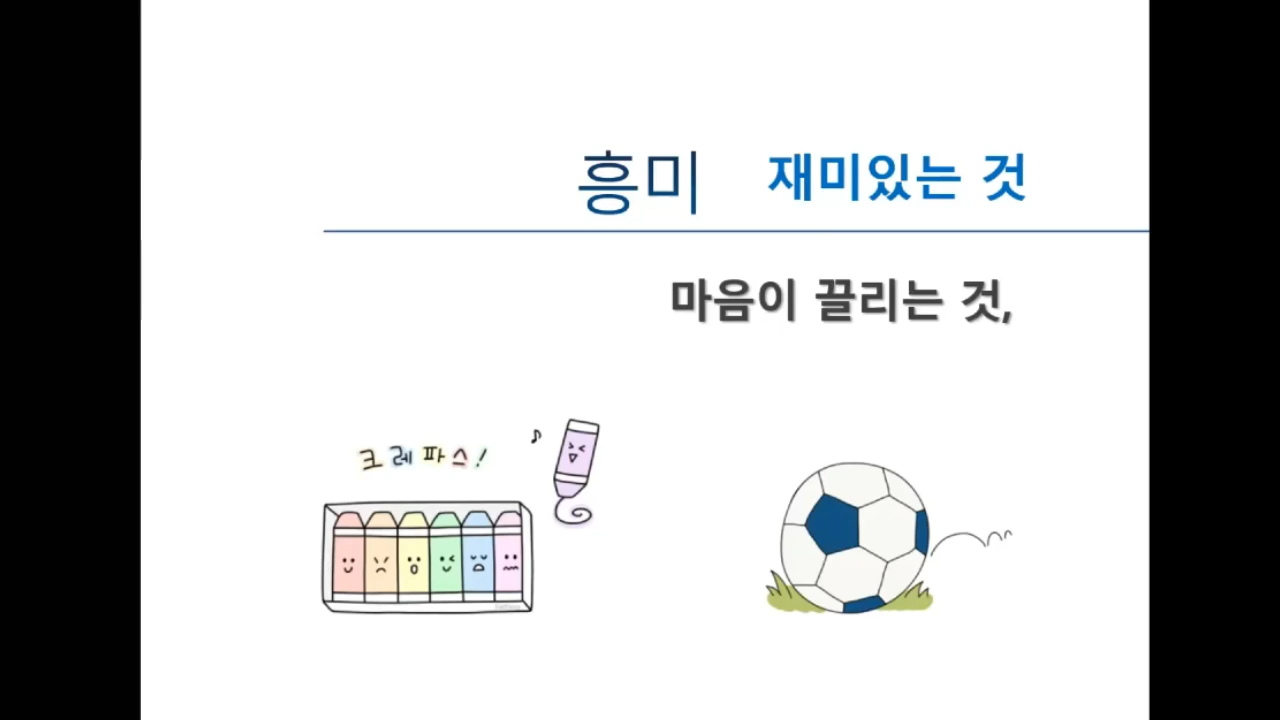 흥미 재미있는 것
마음이 끌리는 것,
크레파스!